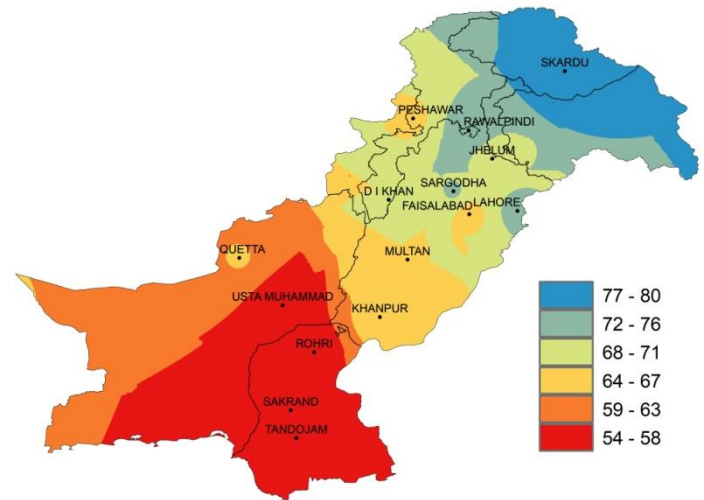 SKARDU
PESHAWAR
RAWALPINDI
JHELUM
D I KHAN
SARGODHA
FAISALABAD
LAHORE
QUETTA
MULTAN
USTA MUHAMMAD
KHANPUR
ROHRI
SAKRAND
TANDOJAM
77 - 80
72 - 76
68 - 71
64 - 67
59 - 63
54 - 58